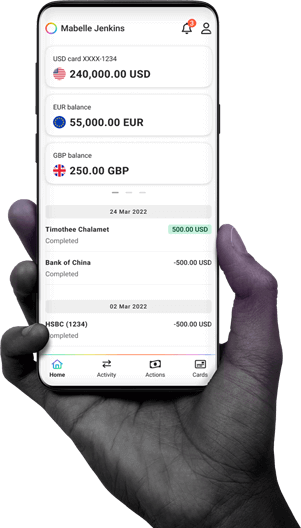 Mabelle Jenkins
3
USD card XXXX-1234
240,000.00 USD
EUR balance
55,000.00 EUR
GBP balance
250.00 GBP
24 Mar 2022
Timothee Chalamet 500.00 USD
Completed
Bank of China -500.00 USD
Completed
02 Mar 2022
HSBC (1234) -500.00 USD
Completed
Home Activity Actions Cards